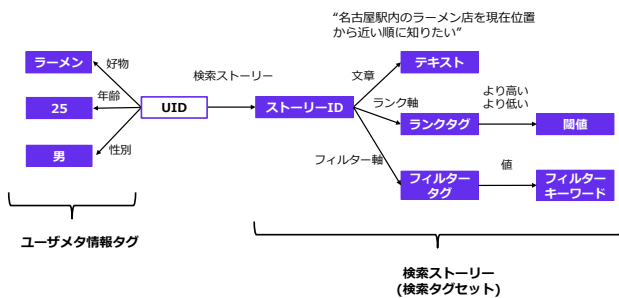 “名古屋駅内のラーメン店を現在位置
から近い順に知りたい”
ラーメン
好物
テキスト
文章
検索ストーリー
年齢
より高い
より低い
25
UID
ストーリーID
ランク軸
ランクタグ
閾値
男
性別
フィルター軸
値
フィルター
タグ
フィルター
キーワード
ユーザメタ情報タグ
検索ストーリー
(検索タグセット)